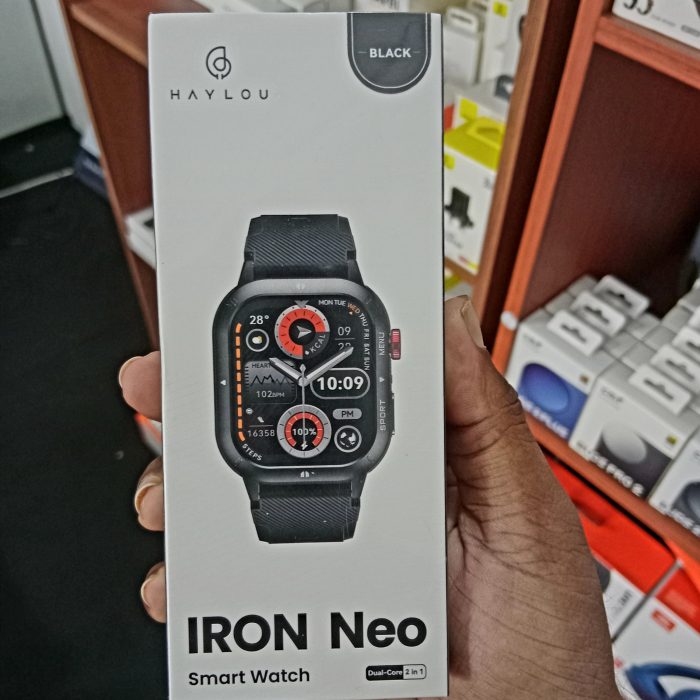 HAYLOU
BLACK
MON TUE WED THU FRI SAT SUN
28°
KCAL
09
MENU
HEART
102BPM
10:09
PM
SPORT
16358
100%
STEPS
IRON Neo
Smart Watch
Dual-Core 2 in 1